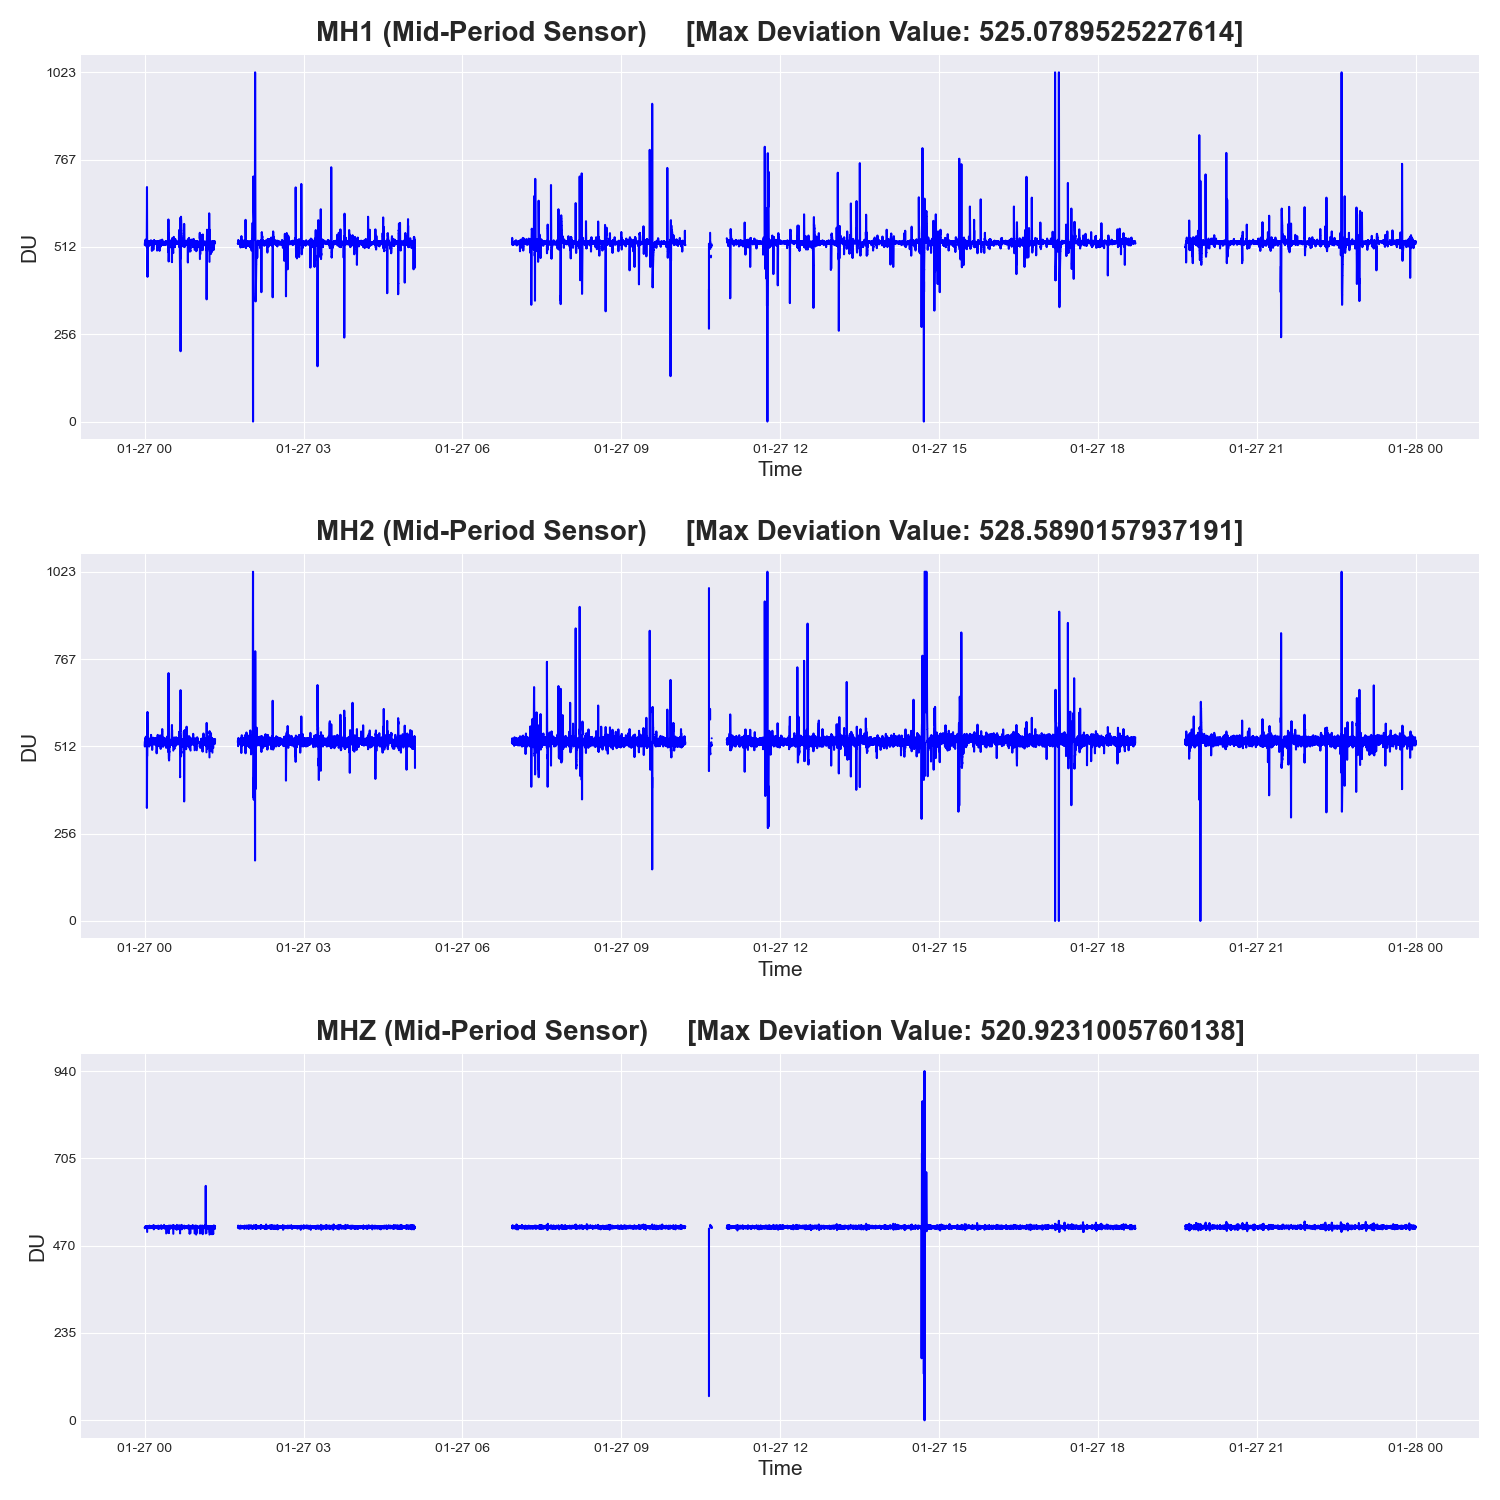 MH1 (Mid-Period Sensor) [Max Deviation Value: 525.0789525227614]
1023
767
512
256
0
DU
01-27 00 01-27 03 01-27 06 01-27 09 01-27 12 01-27 15 01-27 18 01-27 21 01-28 00
Time
MH2 (Mid-Period Sensor) [Max Deviation Value: 528.5890157937191]
1023
767
512
256
0
DU
01-27 00 01-27 03 01-27 06 01-27 09 01-27 12 01-27 15 01-27 18 01-27 21 01-28 00
Time
MHZ (Mid-Period Sensor) [Max Deviation Value: 520.9231005760138]
940
705
470
235
0
DU
01-27 00 01-27 03 01-27 06 01-27 09 01-27 12 01-27 15 01-27 18 01-27 21 01-28 00
Time